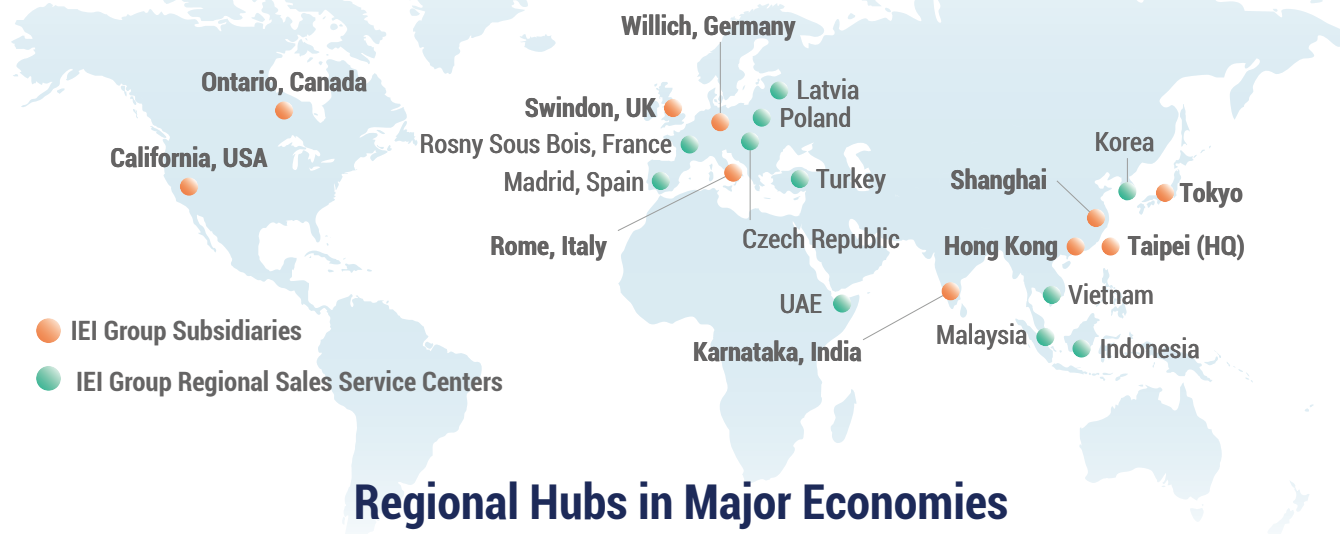 Willich, Germany
Ontario, Canada
Latvia
Swindon, UK
Poland
Rosny Sous Bois, France
Korea
California, USA
Madrid, Spain
Turkey
Shanghai
Tokyo
Rome, Italy
Czech Republic
Hong Kong
Taipei (HQ)
UAE
Vietnam
IEI Group Subsidiaries
Malaysia
Karnataka, India
Indonesia
IEI Group Regional Sales Service Centers
Regional Hubs in Major Economies